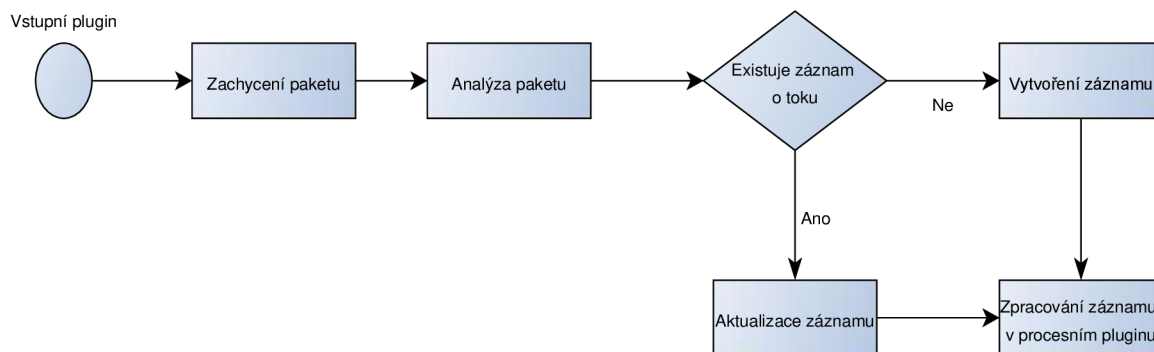 Vstupní plugin
Zachycení paketu
Analýza paketu
Existuje záznam
o toku
Ne
Vytvoření záznamu
Ano
Aktualizace záznamu
Zpracování záznamu
v procesním pluginu